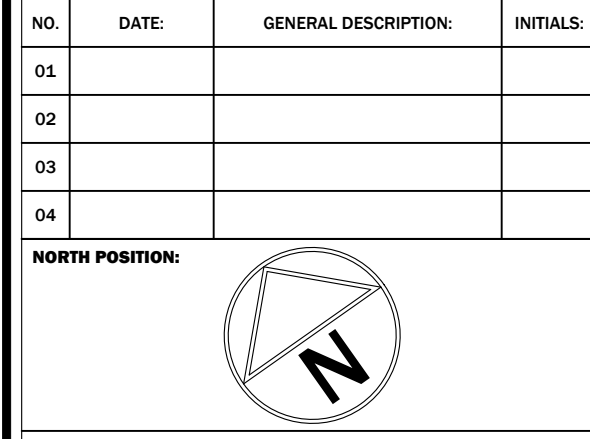 NO. DATE: GENERAL DESCRIPTION: INITIALS:
01
02
03
04
NORTH POSITION:
N